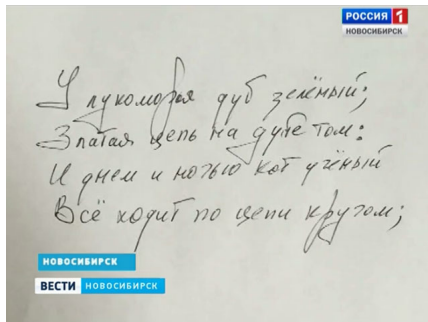 РОССИЯ 1
НОВОСИБИРСК
У лукоморья дуб зелёный;
Златая цепь на дубе том:
И днем и ночью кот учёный
Всё ходит по цепи кругом;
НОВОСИБИРСК
ВЕСТИ НОВОСИБИРСК